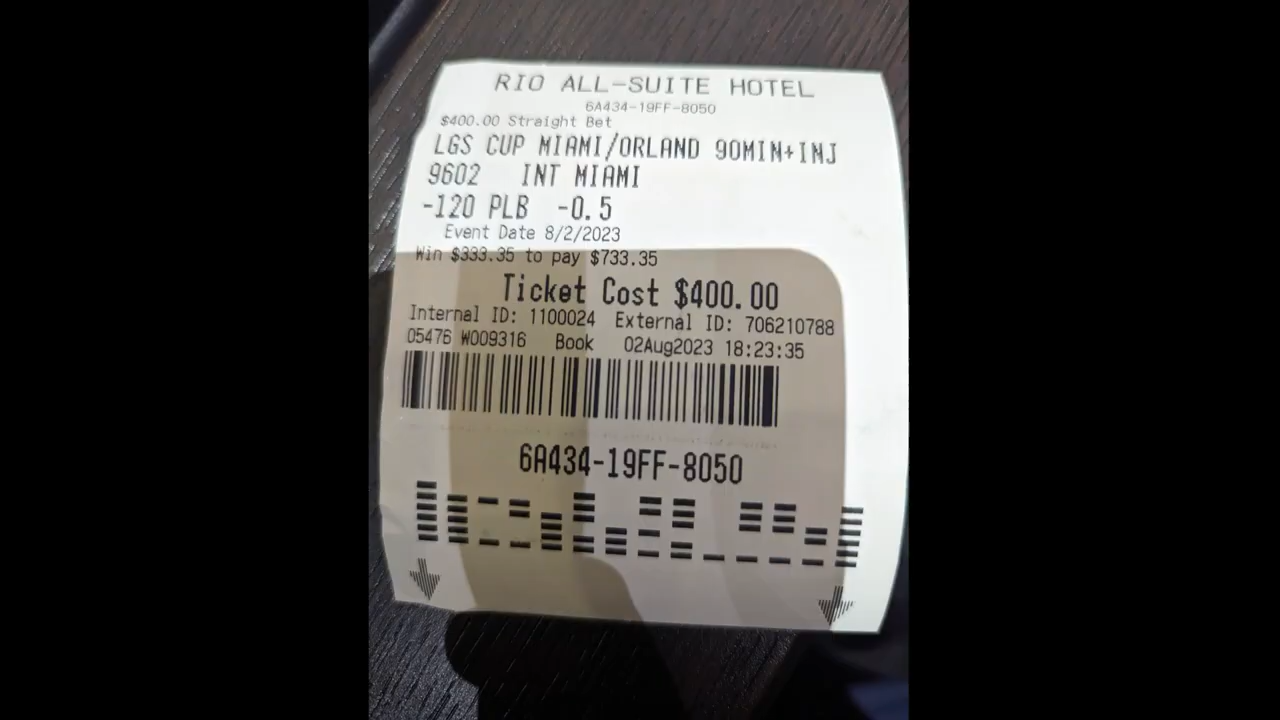 RIO ALL-SUITE HOTEL
6A434-19FF-8050
$400.00 Straight Bet
LGS CUP MIAMI/ORLAND 90MIN+INJ
9602 INT MIAMI
-120 PLB -0.5
Event Date 8/2/2023
Win $333.35 to pay $733.35
Ticket Cost $400.00
Internal ID: 1100024 External ID: 706210788
05476 W009316 Book 02Aug2023 18:23:35
6A434-19FF-8050